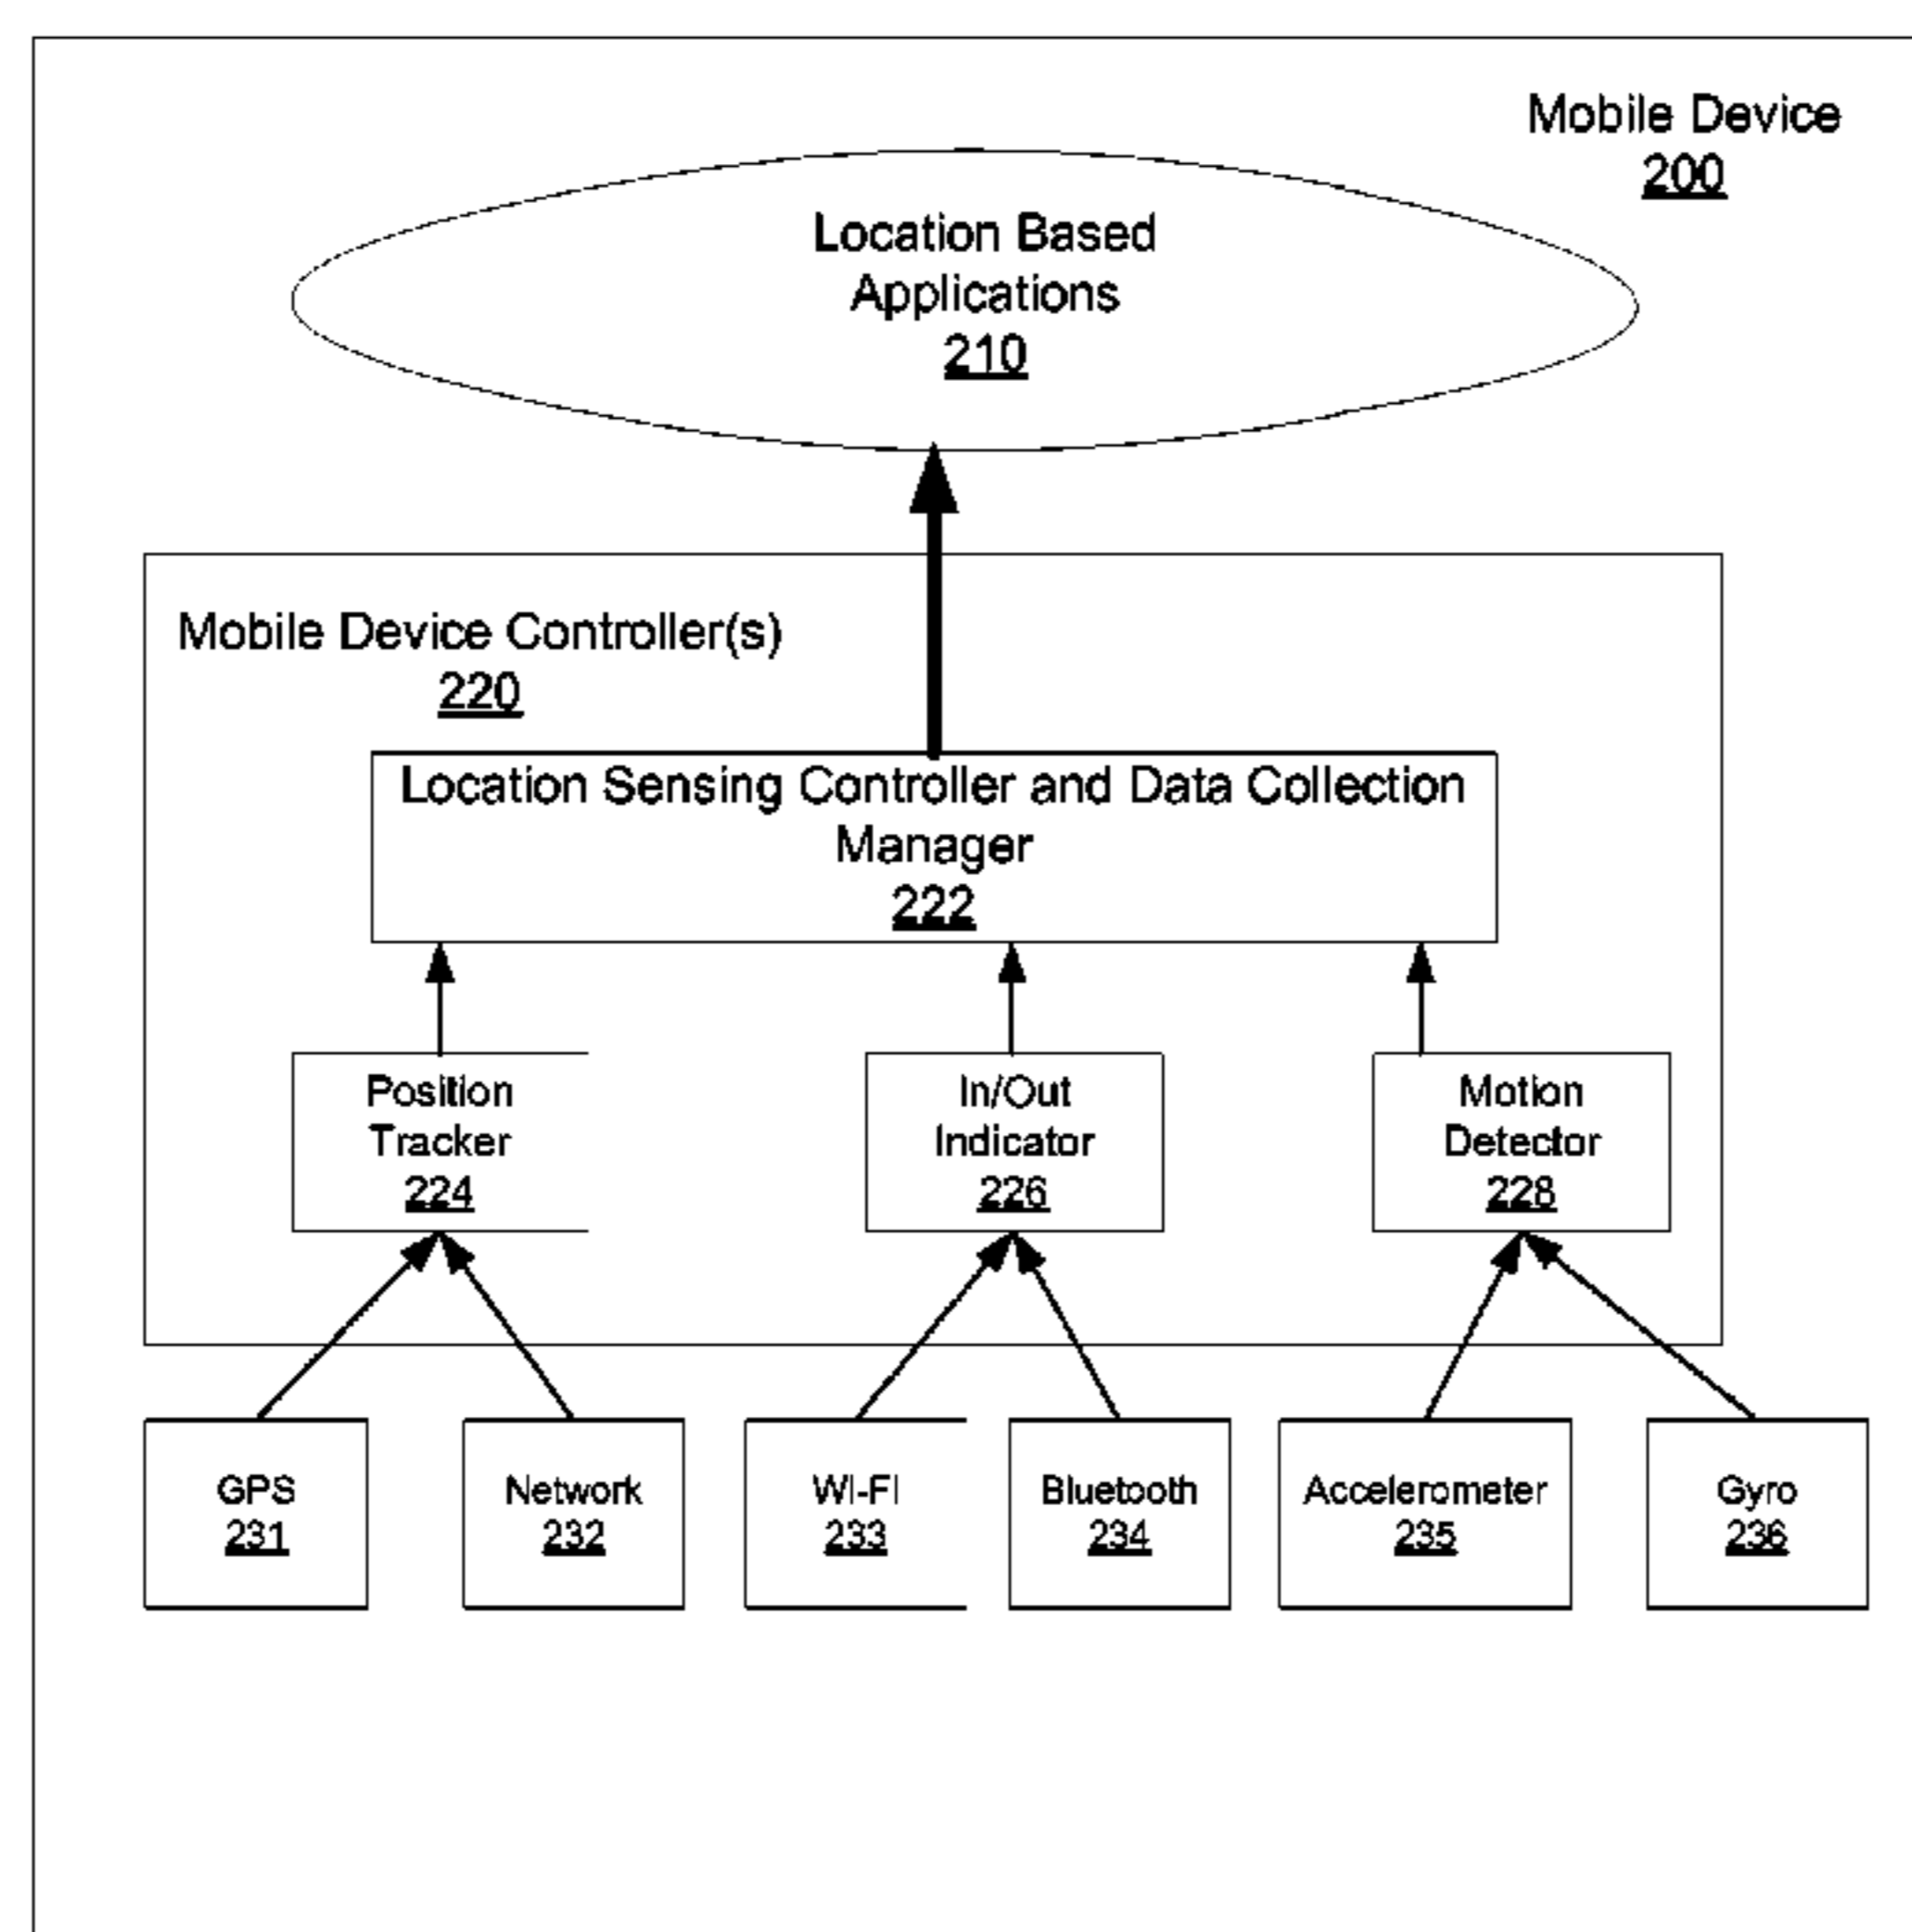 Mobile Device
200
Location Based
Applications
210
Mobile Device Controller(s)
220
Location Sensing Controller and Data Collection
Manager
222
Position
Tracker
224
In/Out
Indicator
226
Motion
Detector
228
GPS
231
Network
232
WI-FI
233
Bluetooth
234
Accelerometer
235
Gyro
236